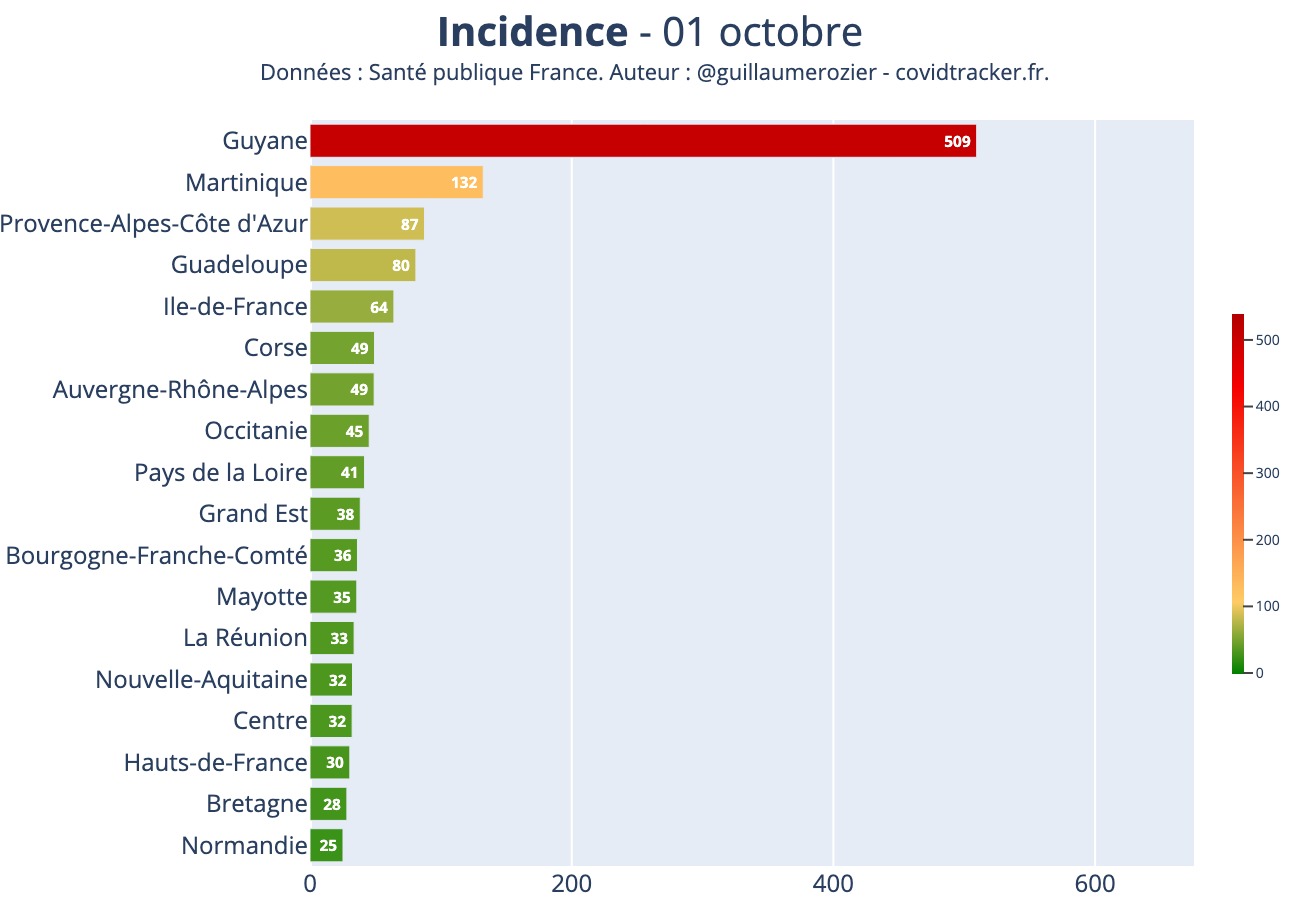 Incidence - 01 octobre
Données : Santé publique France. Auteur : @guillaumerozier - covidtracker.fr.
Guyane 509
Martinique 132
Provence-Alpes-Côte d'Azur 87
Guadeloupe 80
Ile-de-France 64
Corse 49
Auvergne-Rhône-Alpes 49
Occitanie 45
Pays de la Loire 41
Grand Est 38
Bourgogne-Franche-Comté 36
Mayotte 35
La Réunion 33
Nouvelle-Aquitaine 32
Centre 32
Hauts-de-France 30
Bretagne 28
Normandie 25
0 200 400 600
500
400
300
200
100
0